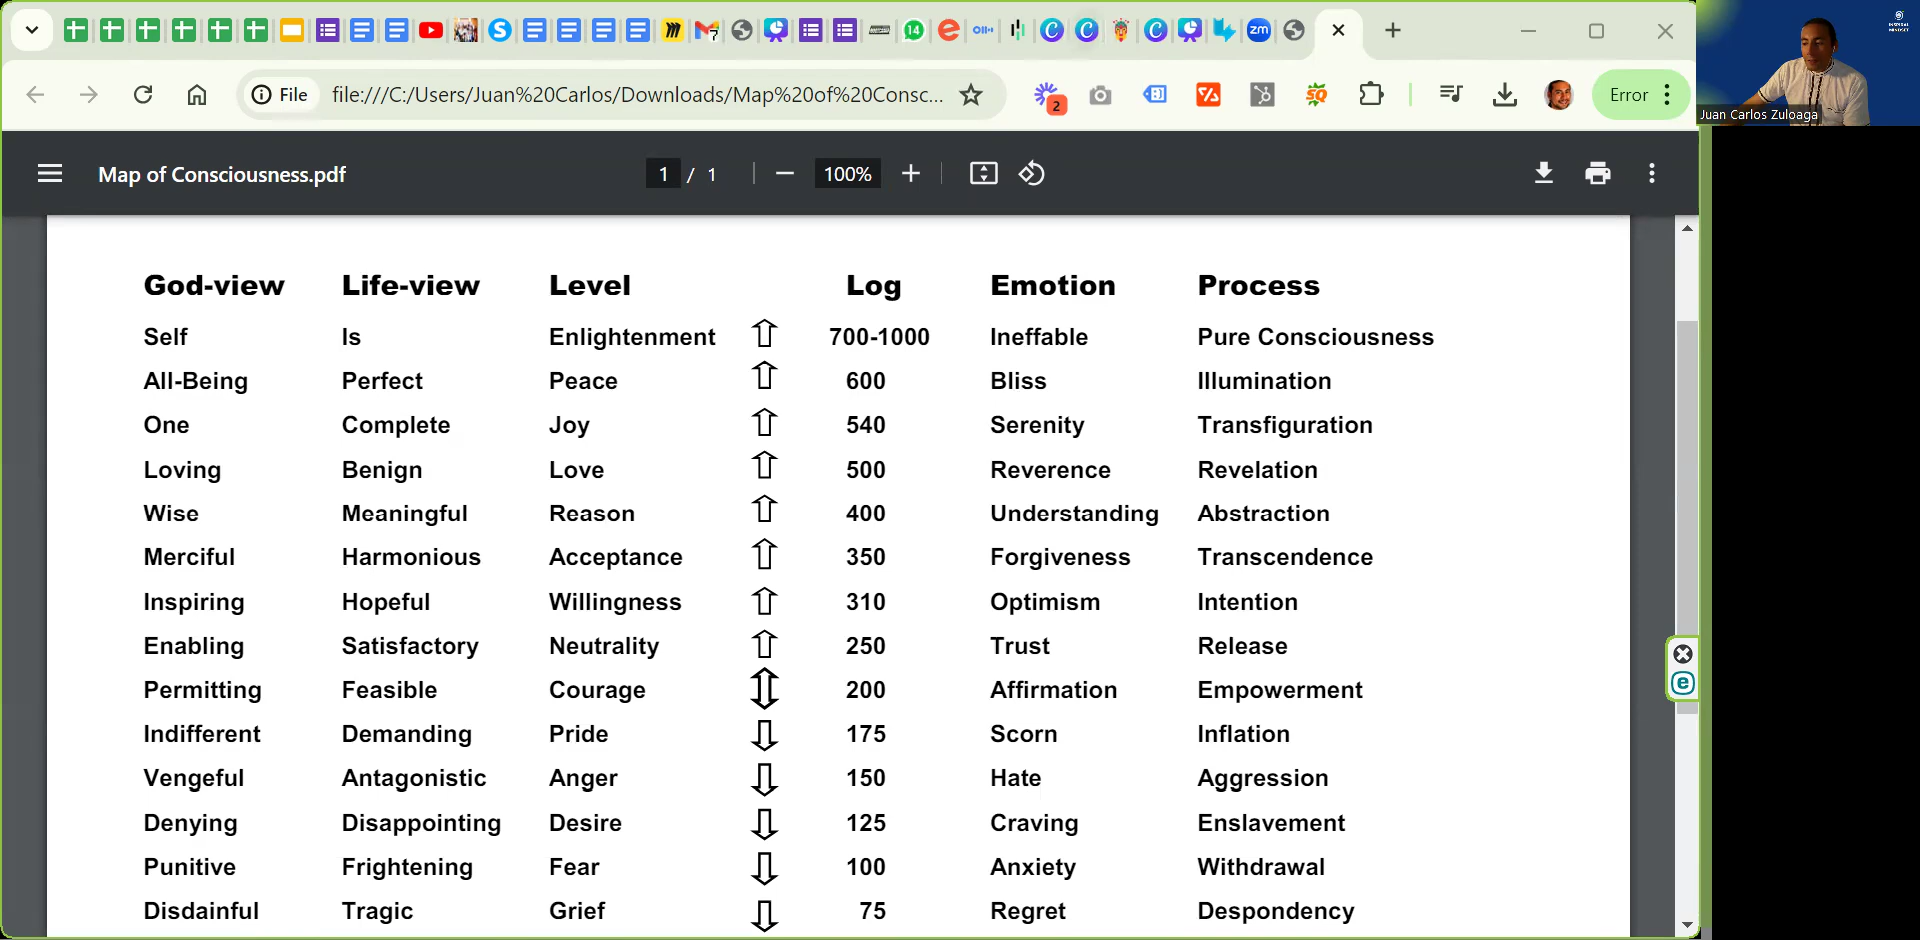 7
14
zm
File
file:///C:/Users/Juan%20Carlos/Downloads/Map%20of%20Consc...
2
SQ
Error
Juan Carlos Zuloaga
Map of Consciousness.pdf
1 / 1
100%
God-view Life-view Level Log Emotion Process
Self Is Enlightenment 700-1000 Ineffable Pure Consciousness
All-Being Perfect Peace 600 Bliss Illumination
One Complete Joy 540 Serenity Transfiguration
Loving Benign Love 500 Reverence Revelation
Wise Meaningful Reason 400 Understanding Abstraction
Merciful Harmonious Acceptance 350 Forgiveness Transcendence
Inspiring Hopeful Willingness 310 Optimism Intention
Enabling Satisfactory Neutrality 250 Trust Release
Permitting Feasible Courage 200 Affirmation Empowerment
Indifferent Demanding Pride 175 Scorn Inflation
Vengeful Antagonistic Anger 150 Hate Aggression
Denying Disappointing Desire 125 Craving Enslavement
Punitive Frightening Fear 100 Anxiety Withdrawal
Disdainful Tragic Grief 75 Regret Despondency